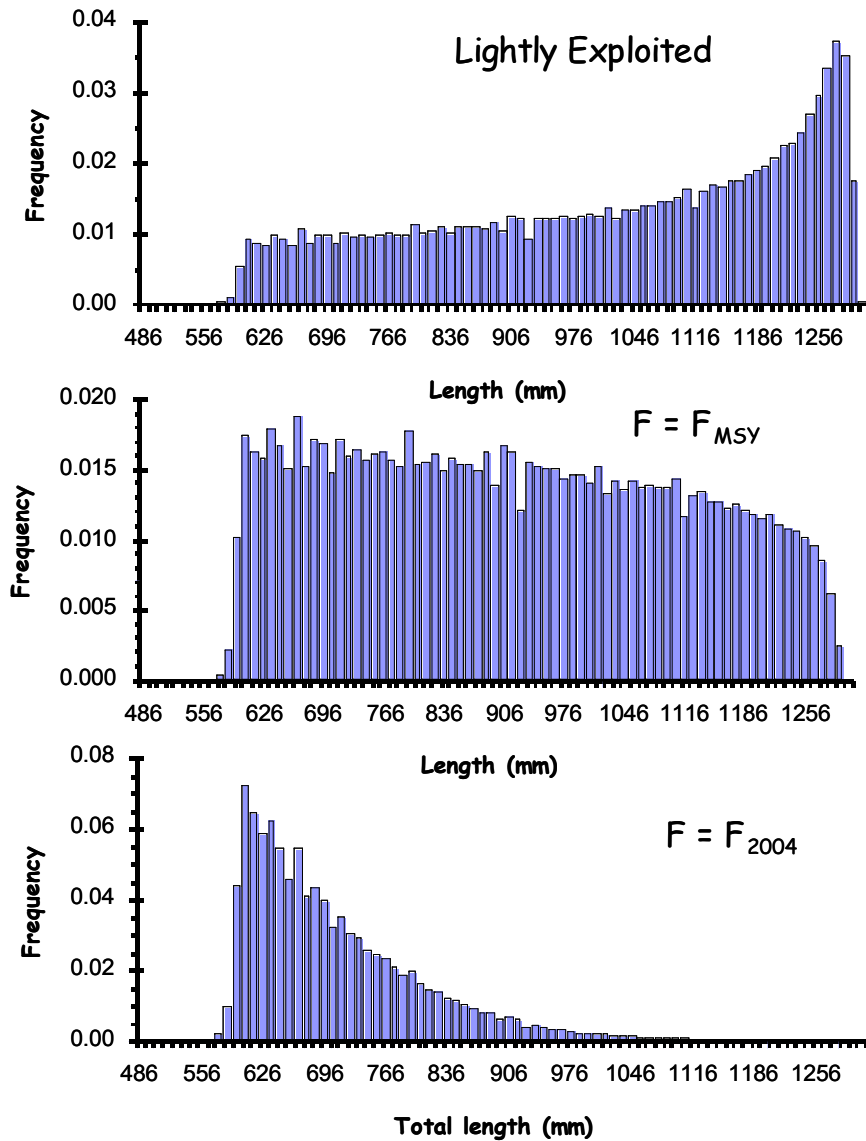 0.04
Lightly Exploited
0.03
0.02
0.01
0.00
Frequency
486 556 626 696 766 836 906 976 1046 1116 1186 1256
Length (mm)
0.020
F = FMSY
0.015
0.010
0.005
0.000
Frequency
486 556 626 696 766 836 906 976 1046 1116 1186 1256
Length (mm)
0.08
F = F2004
0.06
0.04
0.02
0.00
Frequency
486 556 626 696 766 836 906 976 1046 1116 1186 1256
Total length (mm)